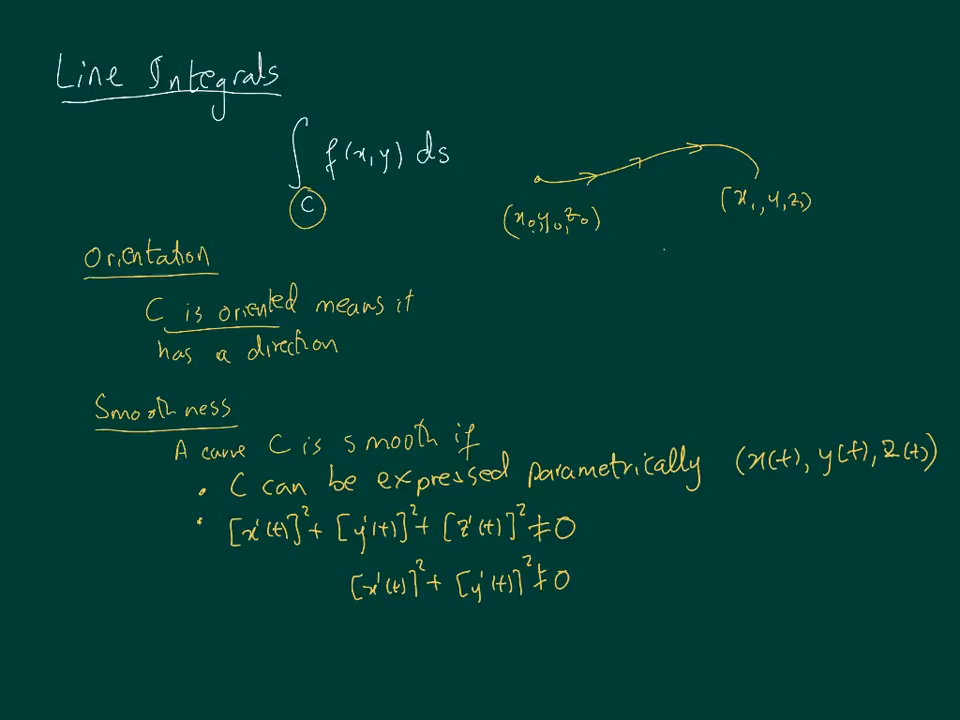 Line Integrals
∫ f(x,y) ds
C
(x₀,y₀,z₀)
(x₁,y₁,z₁)
Orientation
C is oriented means it
has a direction
Smoothness
A curve C is smooth if
• C can be expressed parametrically (x(t), y(t), z(t))
• [x'(t)]² + [y'(t)]² + [z'(t)]² ≠ 0
[x'(t)]² + [y'(t)]² ≠ 0